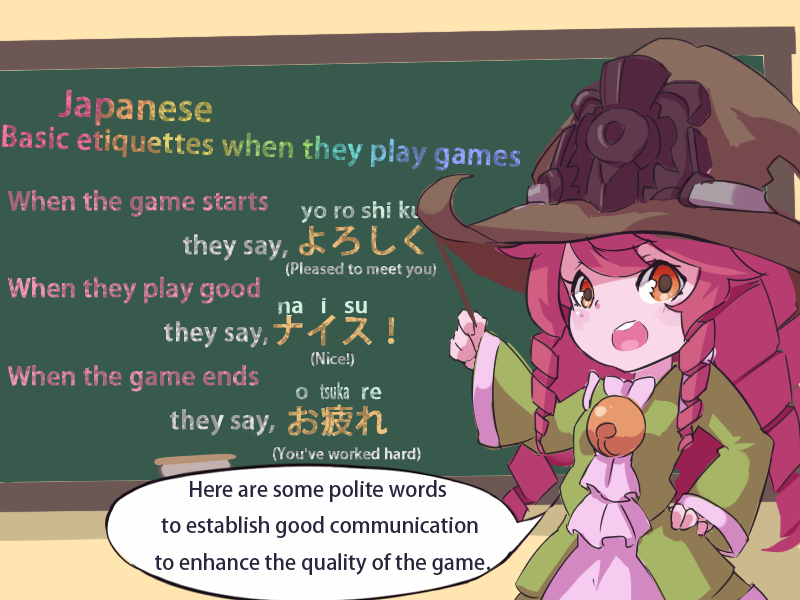 Japanese
Basic etiquettes when they play games
When the game starts
yo ro shi ku
they say, よろしく
(Pleased to meet you)
When they play good
na i su
they say, ナイス！
(Nice!)
When the game ends
o tsuka re
they say, お疲れ
(You've worked hard)
Here are some polite words
to establish good communication
to enhance the quality of the game.